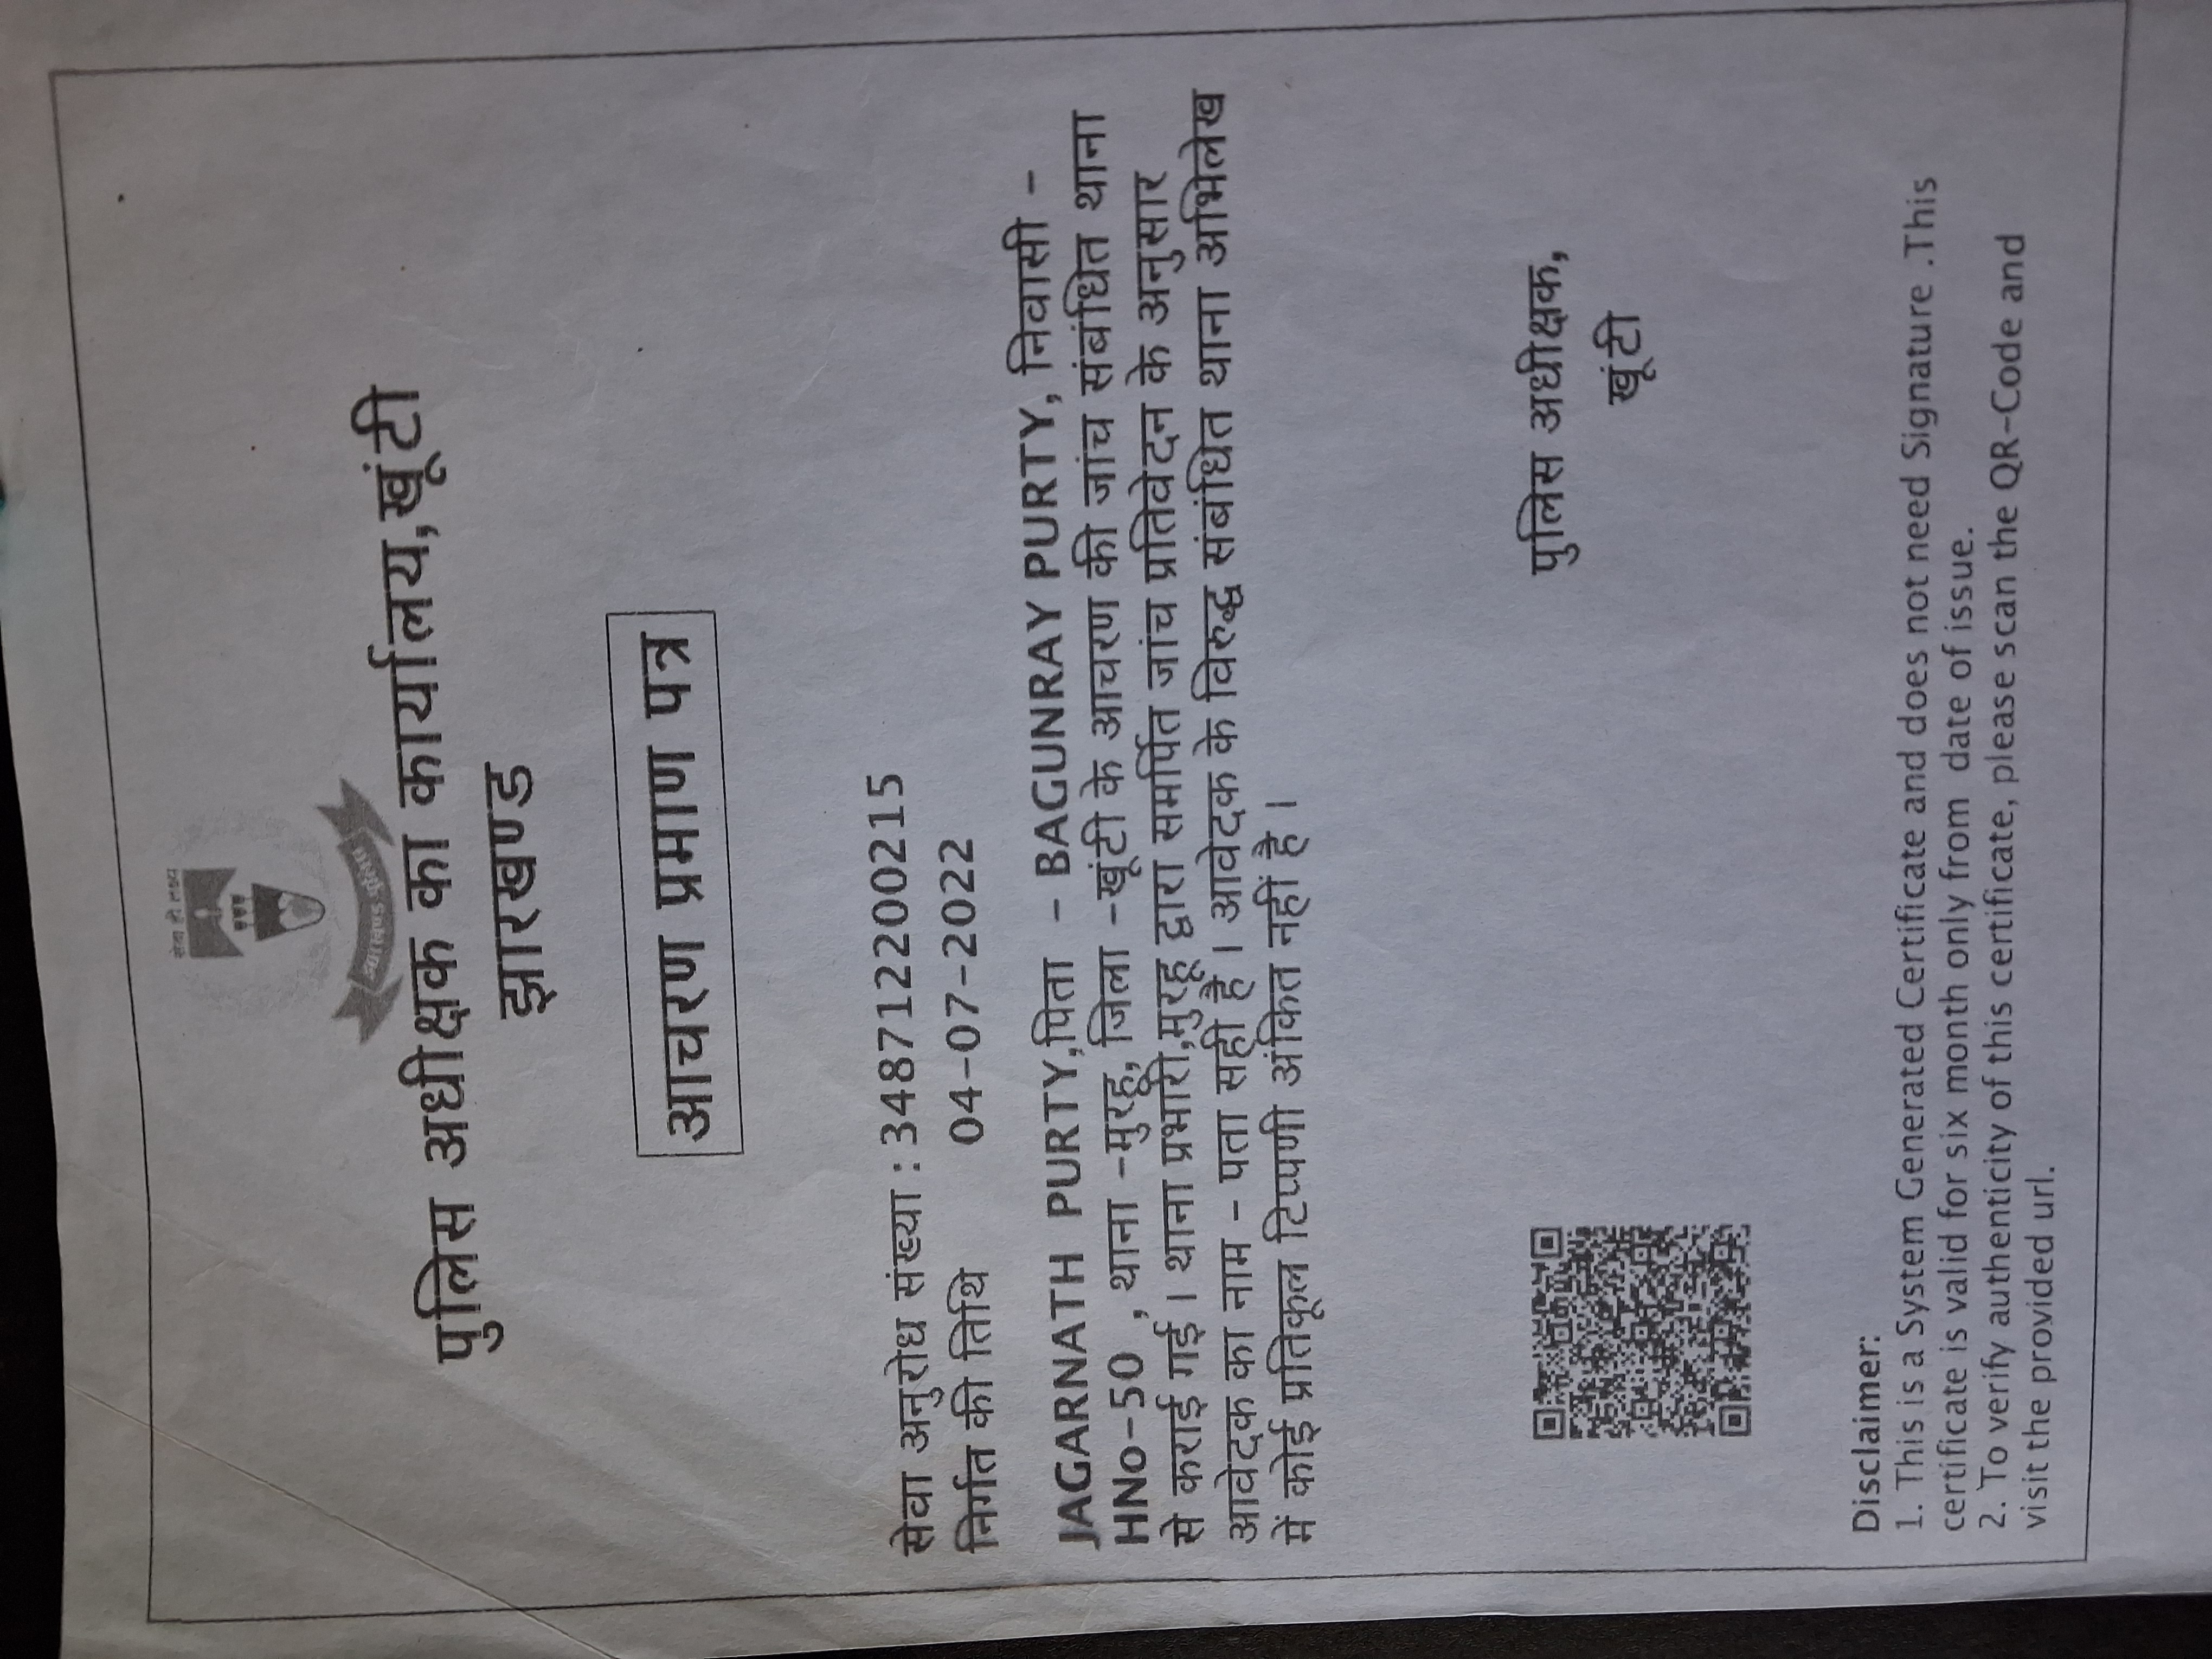 सेवा ही लक्ष्य
झारखण्ड पुलिस
पुलिस अधीक्षक का कार्यालय,खूंटी
झारखण्ड
आचरण प्रमाण पत्र
सेवा अनुरोध संख्या : 348712200215
निर्गत की तिथि 04-07-2022
JAGARNATH PURTY,पिता - BAGUNRAY PURTY, निवासी -
HNo-50 , थाना -मुरहू, जिला -खूंटी के आचरण की जांच संबंधित थाना
से कराई गई । थाना प्रभारी,मुरहू द्वारा समर्पित जांच प्रतिवेदन के अनुसार
आवेदक का नाम - पता सही है । आवेदक के विरुद्ध संबंधित थाना अभिलेख
में कोई प्रतिकूल टिप्पणी अंकित नहीं है ।
पुलिस अधीक्षक,
खूंटी
Disclaimer:
1. This is a System Generated Certificate and does not need Signature .This
certificate is valid for six month only from date of issue.
2. To verify authenticity of this certificate, please scan the QR-Code and
visit the provided url.